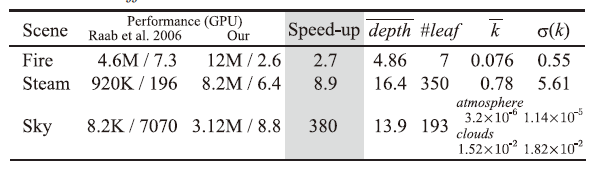 Scene Performance (GPU) Speed-up depth #leaf k σ(k)
Raab et al. 2006 Our
Fire 4.6M / 7.3 12M / 2.6 2.7 4.86 7 0.076 0.55
Steam 920K / 196 8.2M / 6.4 8.9 16.4 350 0.78 5.61
Sky 8.2K / 7070 3.12M / 8.8 380 13.9 193 atmosphere
3.2×10⁻⁶ 1.14×10⁻⁵
clouds
1.52×10⁻² 1.82×10⁻²